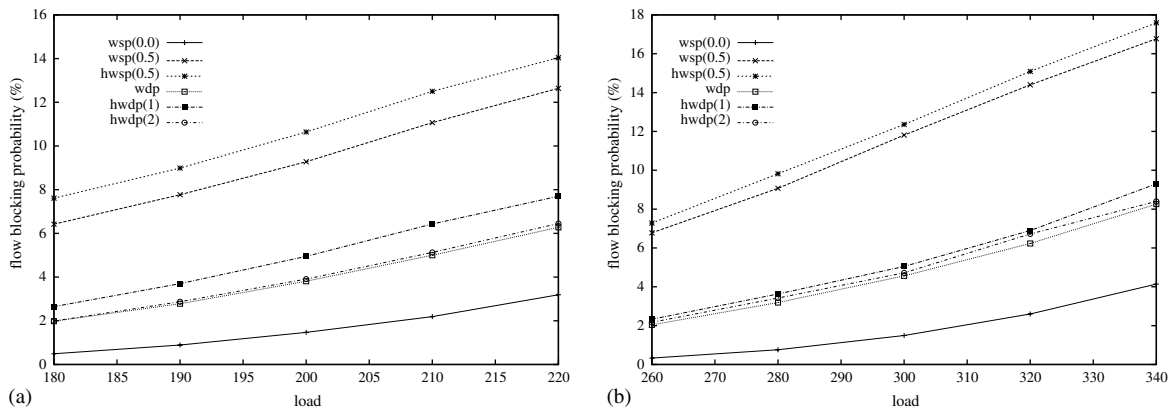 16
14
12
10
8
6
4
2
0
flow blocking probability (%)
wsp(0.0)
wsp(0.5)
hwsp(0.5)
wdp
hwdp(1)
hwdp(2)
180 185 190 195 200 205 210 215 220
load
(a)
18
16
14
12
10
8
6
4
2
0
flow blocking probability (%)
wsp(0.0)
wsp(0.5)
hwsp(0.5)
wdp
hwdp(1)
hwdp(2)
260 270 280 290 300 310 320 330 340
load
(b)